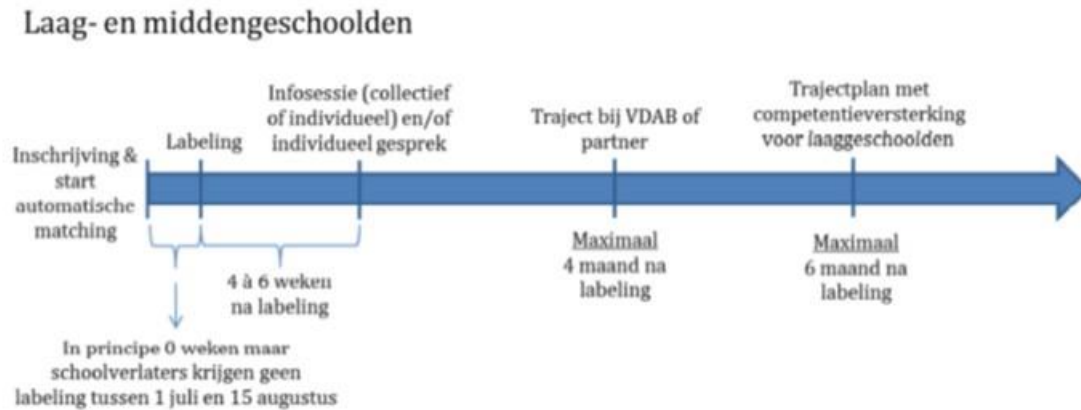 Laag- en middengeschoolden
Inschrijving &
start
automatische
matching
Labeling
Infosessie (collectief
of individueel) en/of
individueel gesprek
Traject bij VDAB of
partner
Trajectplan met
competentieversterking
voor laaggeschoolden
4 à 6 weken
na labeling
Maximaal
4 maand na
labeling
Maximaal
6 maand na
labeling
In principe 0 weken maar
schoolverlaters krijgen geen
labeling tussen 1 juli en 15 augustus